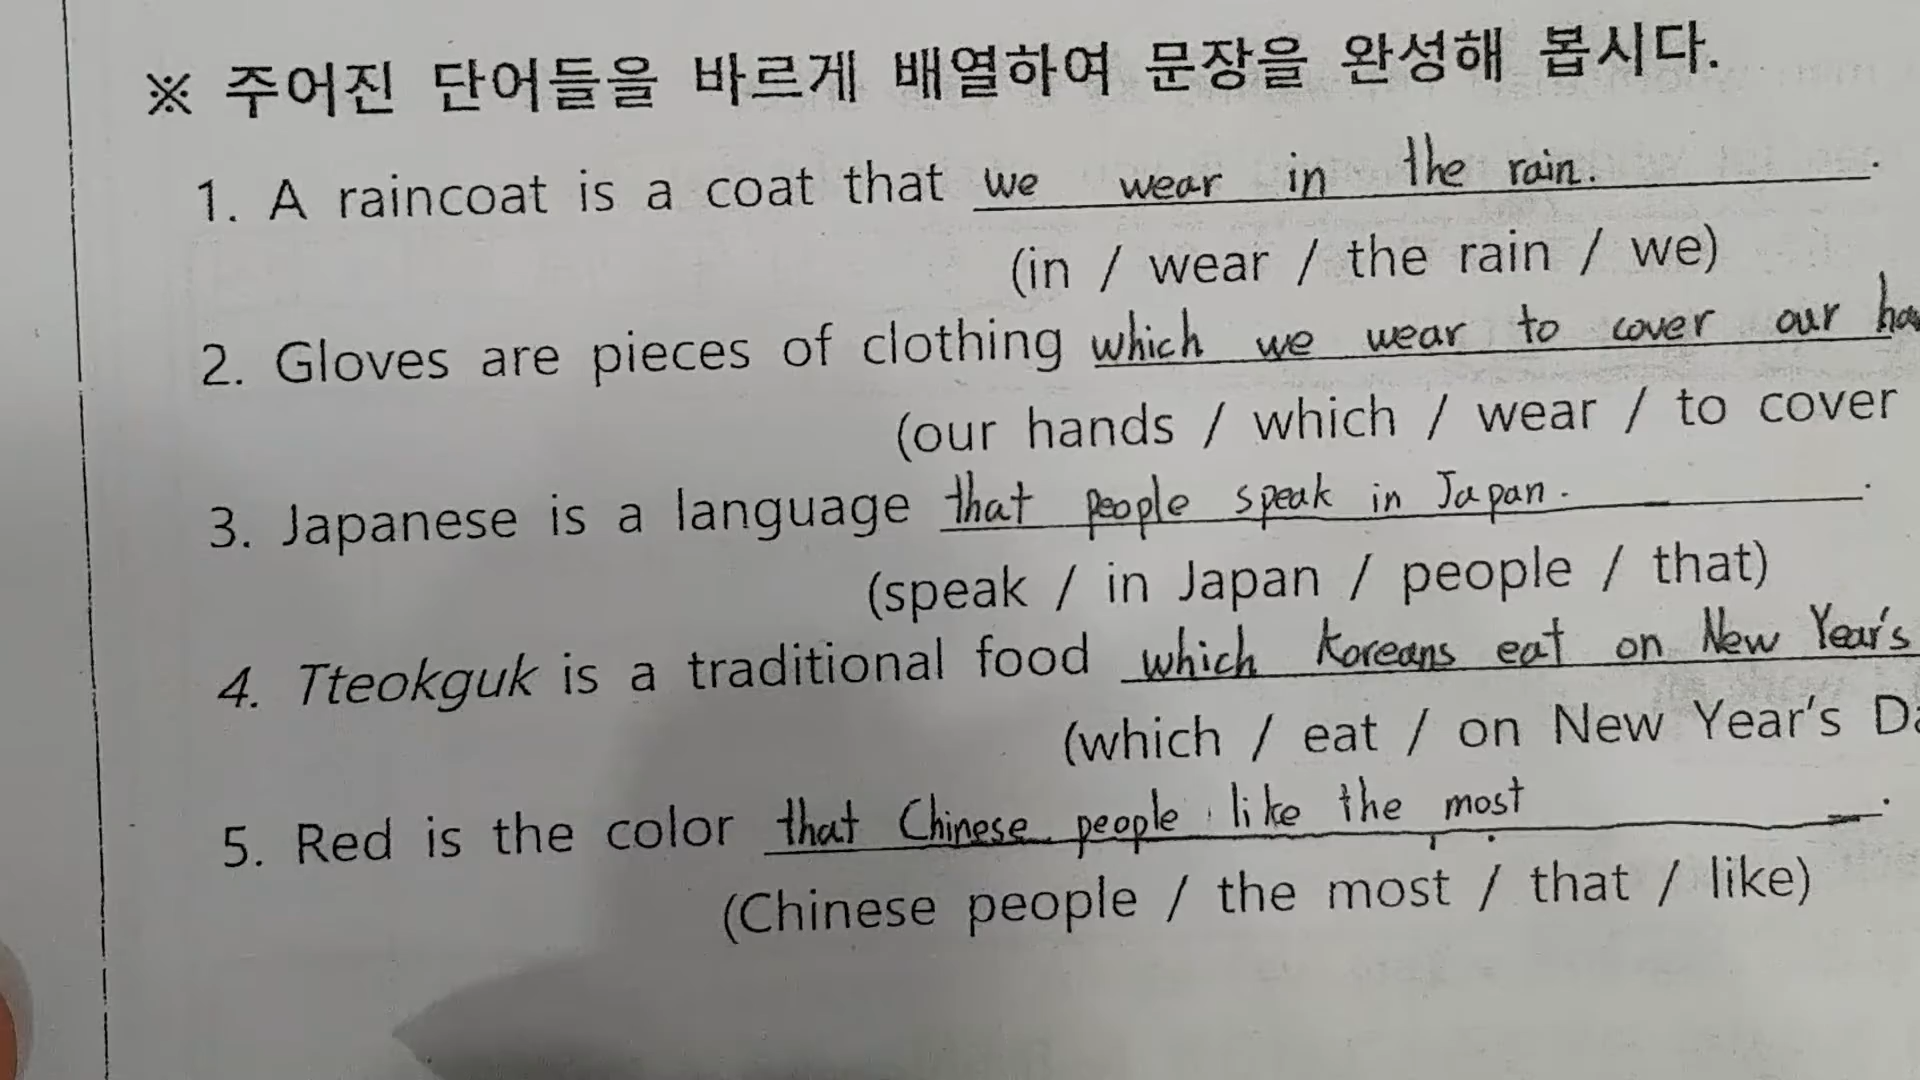 ※ 주어진 단어들을 바르게 배열하여 문장을 완성해 봅시다.
1. A raincoat is a coat that we wear in the rain. .
(in / wear / the rain / we)
2. Gloves are pieces of clothing which we wear to cover our
(our hands / which / wear / to cover
3. Japanese is a language that people speak in Japan. .
(speak / in Japan / people / that)
4. Tteokguk is a traditional food which Koreans eat on New Year's
(which / eat / on New Year's
5. Red is the color that Chinese people like the most .
(Chinese people / the most / that / like)